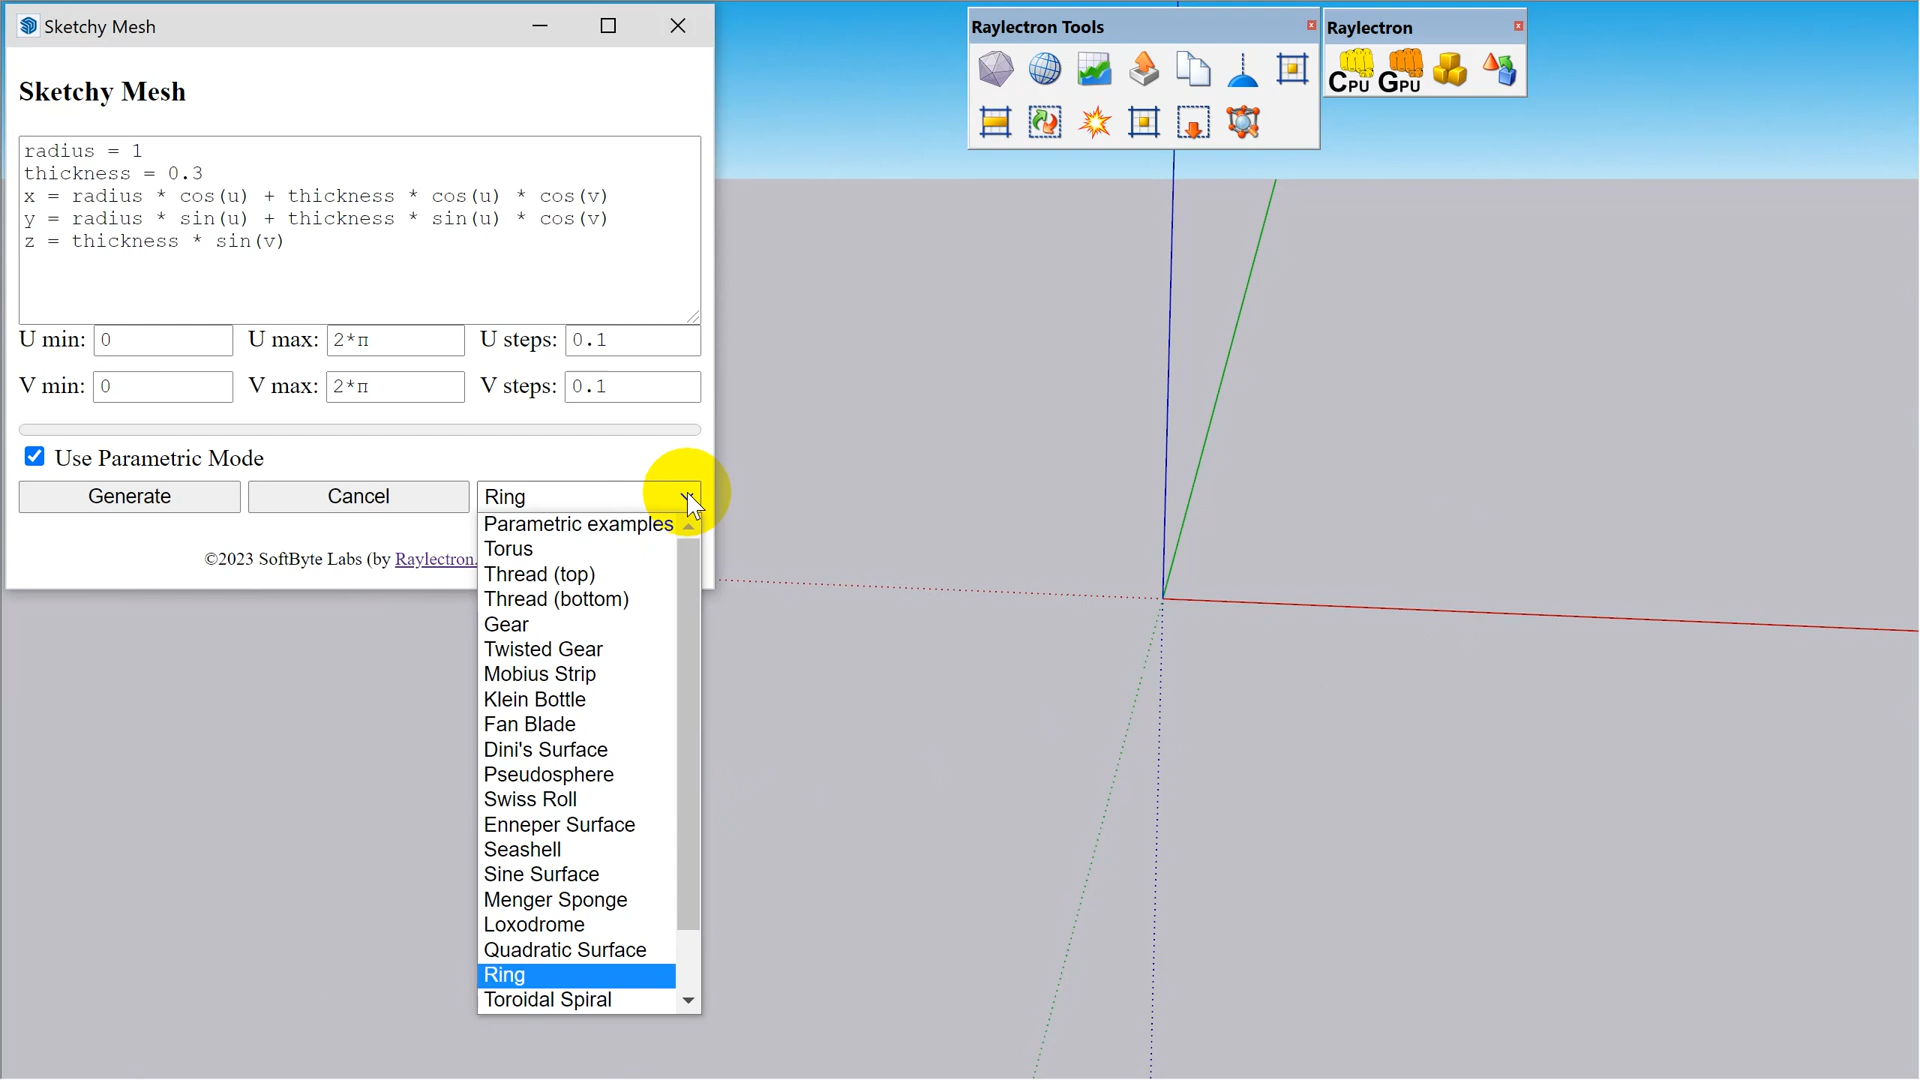 Sketchy Mesh
Sketchy Mesh
radius = 1
thickness = 0.3
x = radius * cos(u) + thickness * cos(u) * cos(v)
y = radius * sin(u) + thickness * sin(u) * cos(v)
z = thickness * sin(v)
U min: 0 U max: 2*π U steps: 0.1
V min: 0 V max: 2*π V steps: 0.1
Use Parametric Mode
Generate Cancel Ring
©2023 SoftByte Labs (by Raylectron.
Parametric examples
Torus
Thread (top)
Thread (bottom)
Gear
Twisted Gear
Mobius Strip
Klein Bottle
Fan Blade
Dini's Surface
Pseudosphere
Swiss Roll
Enneper Surface
Seashell
Sine Surface
Menger Sponge
Loxodrome
Quadratic Surface
Ring
Toroidal Spiral
Raylectron Tools
Raylectron
CPU GPU